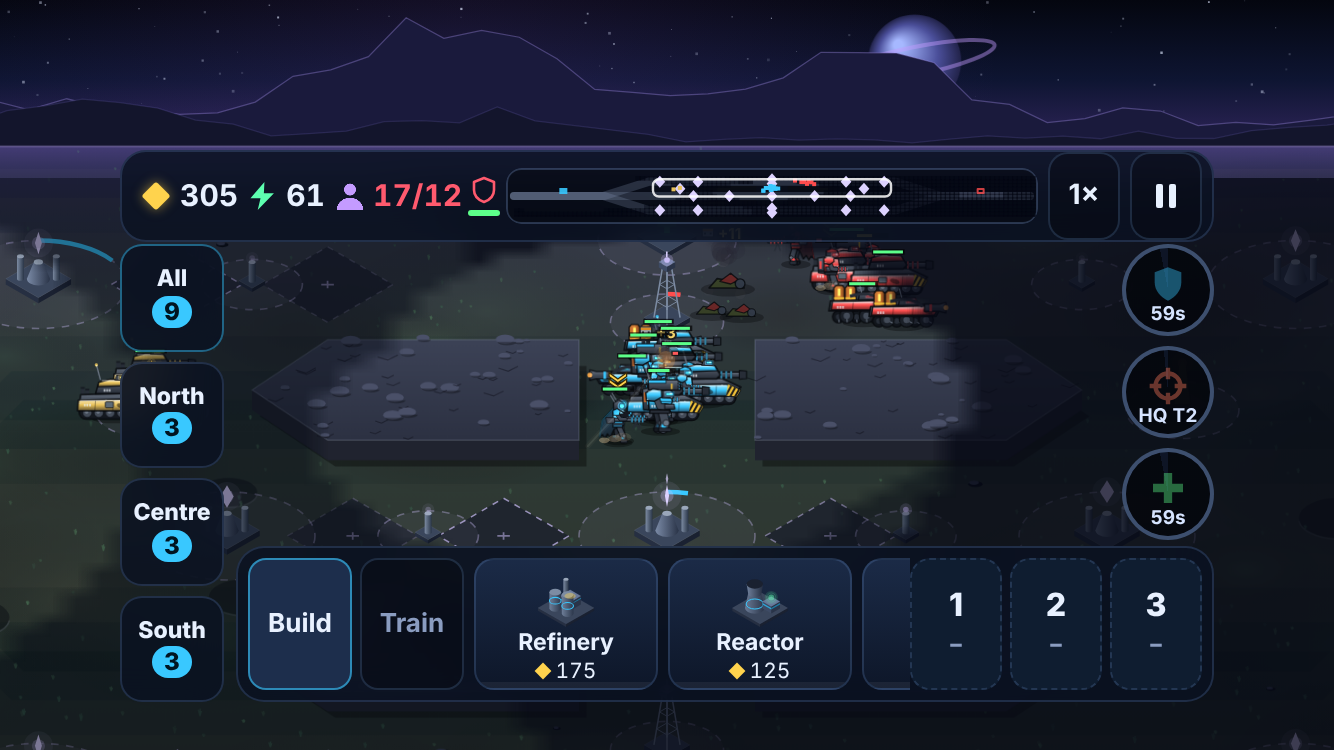 305 61 17/12 1×
+11
All
9
59s
North
3
HQ T2
Centre
3
59s
South
3
Build
Train
Refinery
175
Reactor
125
1
-
2
-
3
-